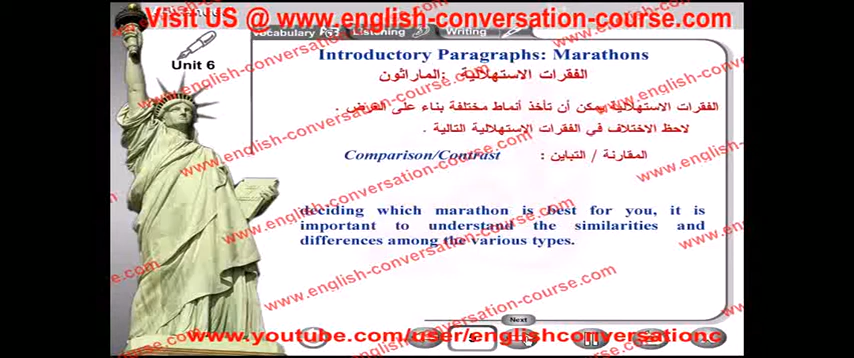 Visit US @ www.english-conversation-course.com
Vocabulary Listening Writing
Unit 6
Introductory Paragraphs: Marathons
الفقرات الاستهلالية :الماراثون
الفقرات الاستهلالية يمكن أن تأخذ أنماط مختلفة بناء على الغرض .
لاحظ الاختلاف في الفقرات الإستهلالية التالية .
Comparison/Contrast المقارنة / التباين :
deciding which marathon is best for you, it is
important to understand the similarities and
differences among the various types.
Next
www.youtube.com/user/englishconversationc